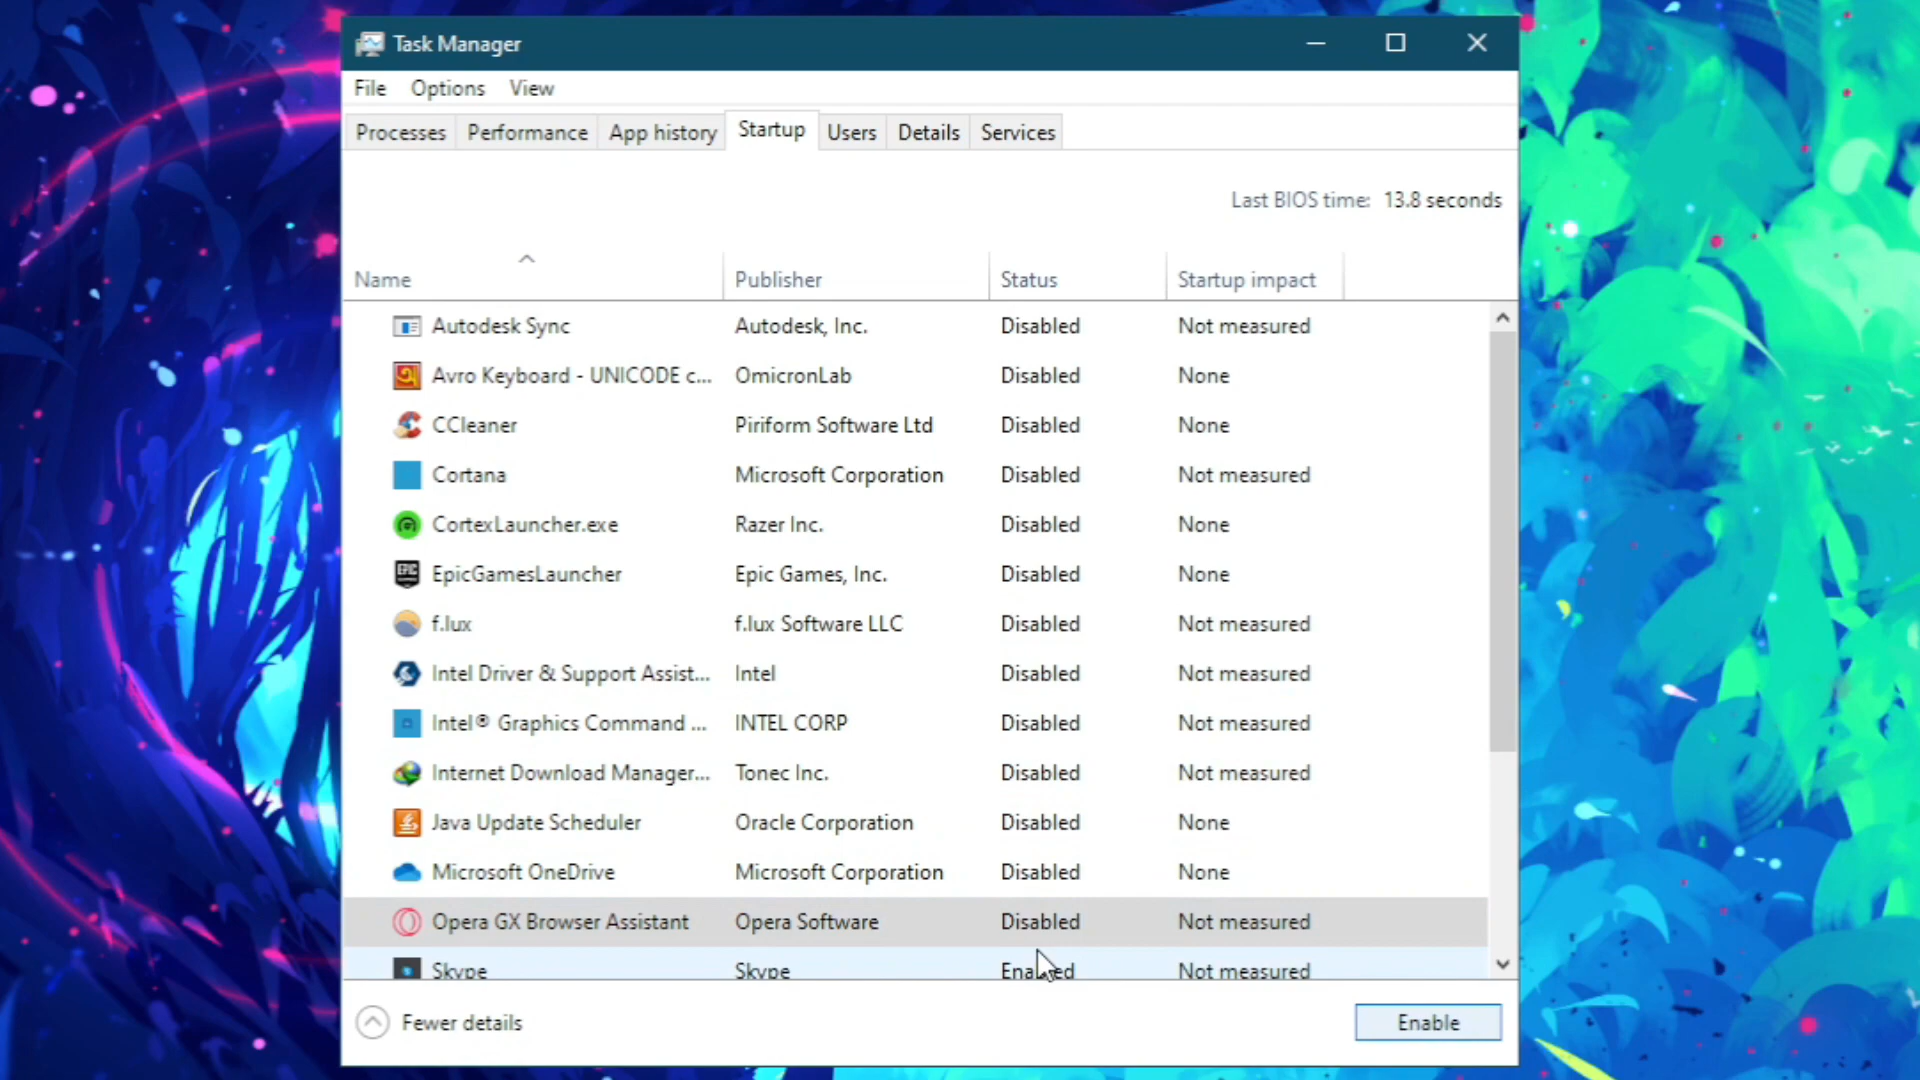 Task Manager
File Options View
Processes Performance App history Startup Users Details Services
Last BIOS time: 13.8 seconds
Name Publisher Status Startup impact
Autodesk Sync Autodesk, Inc. Disabled Not measured
Avro Keyboard - UNICODE c... OmicronLab Disabled None
CCleaner Piriform Software Ltd Disabled None
Cortana Microsoft Corporation Disabled Not measured
CortexLauncher.exe Razer Inc. Disabled None
EPIC EpicGamesLauncher Epic Games, Inc. Disabled None
f.lux f.lux Software LLC Disabled Not measured
Intel Driver & Support Assist... Intel Disabled Not measured
Intel® Graphics Command ... INTEL CORP Disabled Not measured
Internet Download Manager... Tonec Inc. Disabled Not measured
Java Update Scheduler Oracle Corporation Disabled None
Microsoft OneDrive Microsoft Corporation Disabled None
Opera GX Browser Assistant Opera Software Disabled Not measured
Skype Skype Enabled Not measured
Fewer details Enable